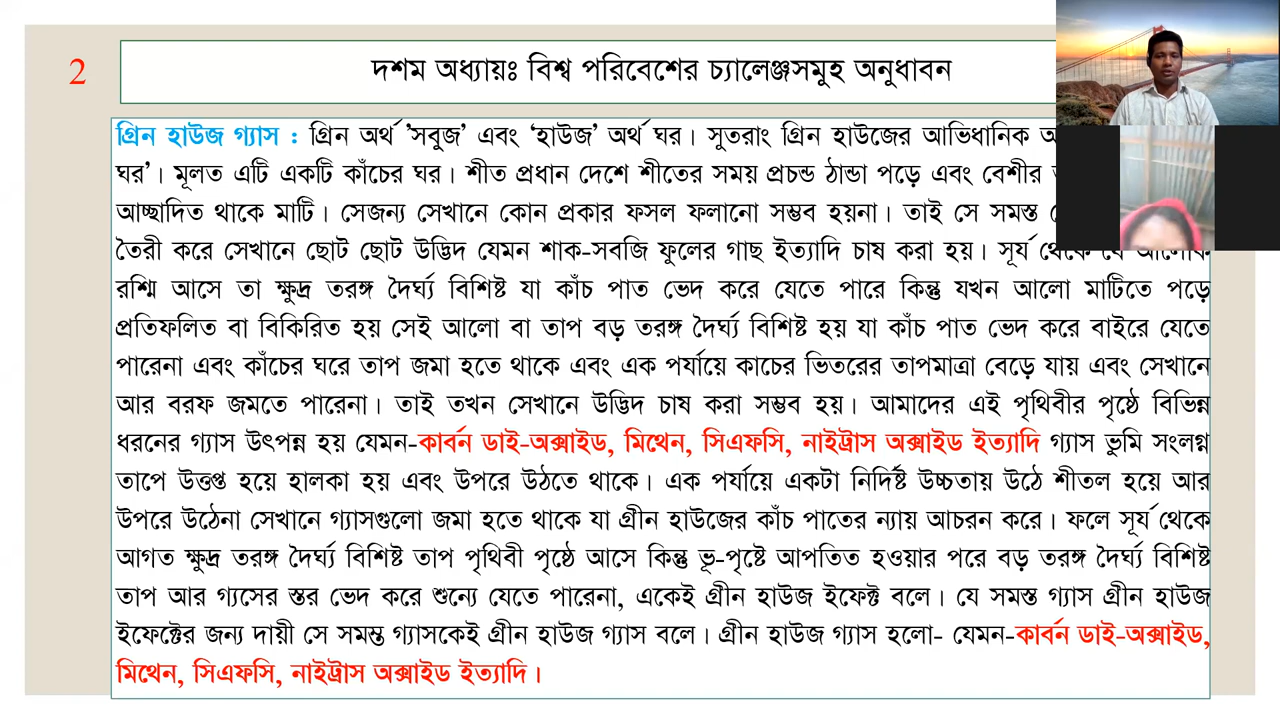 2
দশম অধ্যায়ঃ বিশ্ব পরিবেশের চ্যালেঞ্জসমুহ অনুধাবন
গ্রিন হাউজ গ্যাস : গ্রিন অর্থ ’সবুজ’ এবং ‘হাউজ’ অর্থ ঘর। সুতরাং গ্রিন হাউজের আভিধানিক
ঘর’। মূলত এটি একটি কাঁচের ঘর। শীত প্রধান দেশে শীতের সময় প্রচন্ড ঠান্ডা পড়ে এবং বেশীর
আচ্ছাদিত থাকে মাটি। সেজন্য সেখানে কোন প্রকার ফসল ফলানো সম্ভব হয়না। তাই সে সমস্ত
তৈরী করে সেখানে ছোট ছোট উদ্ভিদ যেমন শাক-সবজি ফুলের গাছ ইত্যাদি চাষ করা হয়। সূর্য থেকে যে আলোক
রশ্মি আসে তা ক্ষুদ্র তরঙ্গ দৈর্ঘ্য বিশিষ্ট যা কাঁচ পাত ভেদ করে যেতে পারে কিন্তু যখন আলো মাটিতে পড়ে
প্রতিফলিত বা বিকিরিত হয় সেই আলো বা তাপ বড় তরঙ্গ দৈর্ঘ্য বিশিষ্ট হয় যা কাঁচ পাত ভেদ করে বাইরে যেতে
পারেনা এবং কাঁচের ঘরে তাপ জমা হতে থাকে এবং এক পর্যায়ে কাচের ভিতরের তাপমাত্রা বেড়ে যায় এবং সেখানে
আর বরফ জমতে পারেনা। তাই তখন সেখানে উদ্ভিদ চাষ করা সম্ভব হয়। আমাদের এই পৃথিবীর পৃষ্ঠে বিভিন্ন
ধরনের গ্যাস উৎপন্ন হয় যেমন-কার্বন ডাই-অক্সাইড, মিথেন, সিএফসি, নাইট্রাস অক্সাইড ইত্যাদি গ্যাস ভুমি সংলগ্ন
তাপে উত্তপ্ত হয়ে হালকা হয় এবং উপরে উঠতে থাকে। এক পর্যায়ে একটা নির্দিষ্ট উচ্চতায় উঠে শীতল হয়ে আর
উপরে উঠেনা সেখানে গ্যাসগুলো জমা হতে থাকে যা গ্রীন হাউজের কাঁচ পাতের ন্যায় আচরন করে। ফলে সূর্য থেকে
আগত ক্ষুদ্র তরঙ্গ দৈর্ঘ্য বিশিষ্ট তাপ পৃথিবী পৃষ্ঠে আসে কিন্তু ভূ-পৃষ্টে আপতিত হওয়ার পরে বড় তরঙ্গ দৈর্ঘ্য বিশিষ্ট
তাপ আর গ্যসের স্তর ভেদ করে শুন্যে যেতে পারেনা, একেই গ্রীন হাউজ ইফেক্ট বলে। যে সমস্ত গ্যাস গ্রীন হাউজ
ইফেক্টের জন্য দায়ী সে সমস্ত গ্যাসকেই গ্রীন হাউজ গ্যাস বলে। গ্রীন হাউজ গ্যাস হলো- যেমন-কার্বন ডাই-অক্সাইড,
মিথেন, সিএফসি, নাইট্রাস অক্সাইড ইত্যাদি।